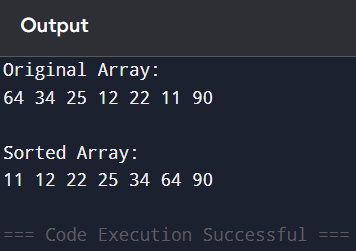 Output
Original Array:
64 34 25 12 22 11 90
Sorted Array:
11 12 22 25 34 64 90
=== Code Execution Successful ===